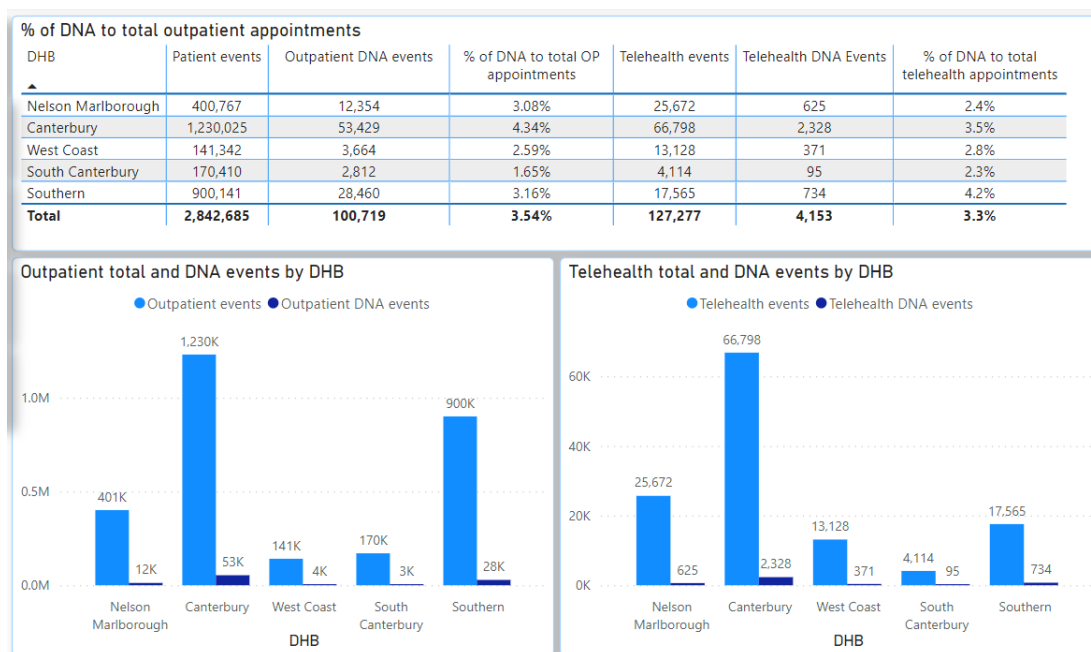 % of DNA to total outpatient appointments
DHB Patient events Outpatient DNA events % of DNA to total OP appointments Telehealth events Telehealth DNA Events % of DNA to total telehealth appointments
Nelson Marlborough 400,767 12,354 3.08% 25,672 625 2.4%
Canterbury 1,230,025 53,429 4.34% 66,798 2,328 3.5%
West Coast 141,342 3,664 2.59% 13,128 371 2.8%
South Canterbury 170,410 2,812 1.65% 4,114 95 2.3%
Southern 900,141 28,460 3.16% 17,565 734 4.2%
Total 2,842,685 100,719 3.54% 127,277 4,153 3.3%
Outpatient total and DNA events by DHB
Outpatient events Outpatient DNA events
1,230K
1.0M
900K
0.5M
401K
170K
141K
53K
28K
12K
4K
3K
0.0M
Nelson Marlborough Canterbury West Coast South Canterbury Southern
DHB
Telehealth total and DNA events by DHB
Telehealth events Telehealth DNA events
66,798
60K
40K
25,672
20K
17,565
13,128
4,114
2,328
625
371
95
734
0K
Nelson Marlborough Canterbury West Coast South Canterbury Southern
DHB